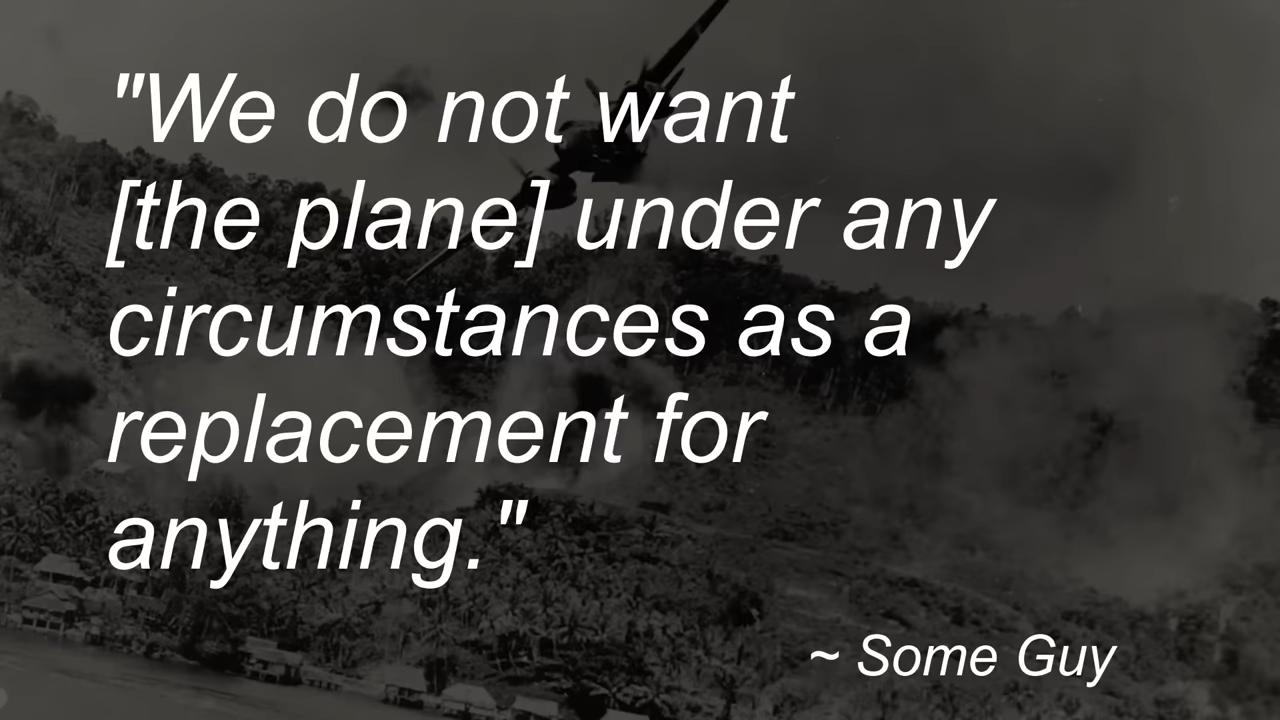 "We do not want
[the plane] under any
circumstances as a
replacement for
anything."
~ Some Guy